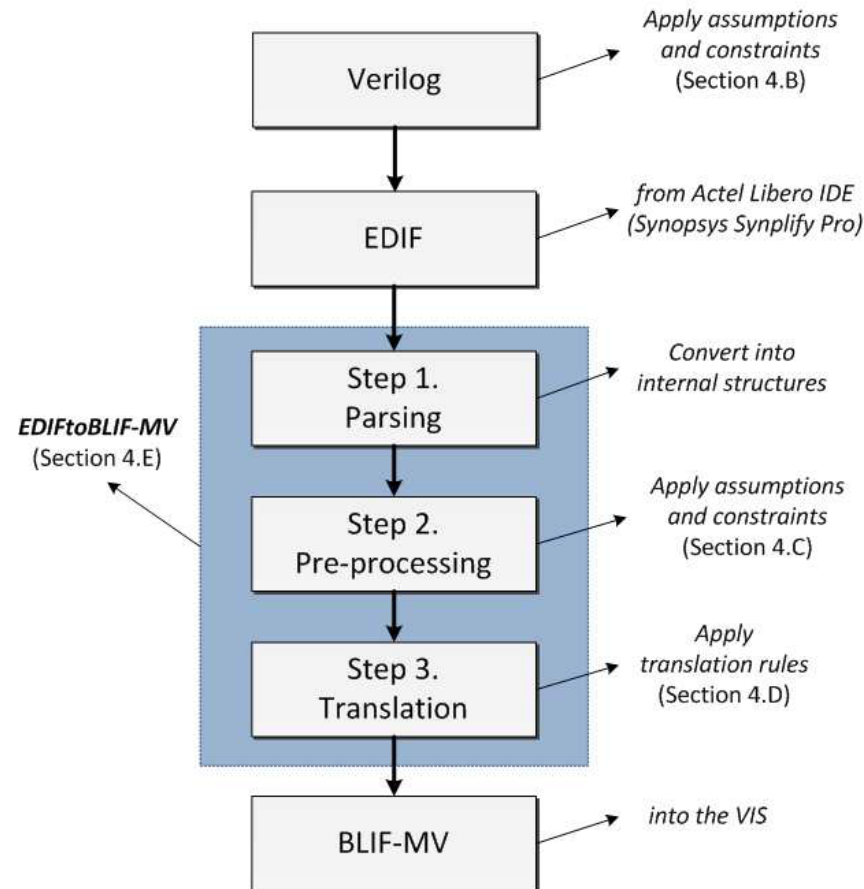 Verilog
Apply assumptions
and constraints
(Section 4.B)
EDIF
from Actel Libero IDE
(Synopsys Synplify Pro)
Step 1.
Parsing
Convert into
internal structures
EDIFtoBLIF-MV
(Section 4.E)
Step 2.
Pre-processing
Apply assumptions
and constraints
(Section 4.C)
Step 3.
Translation
Apply
translation rules
(Section 4.D)
BLIF-MV
into the VIS